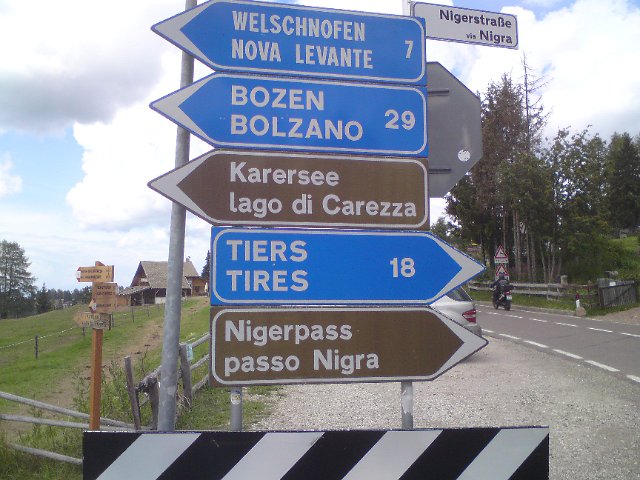 Nigerstraße
via Nigra
WELSCHNOFEN
NOVA LEVANTE 7
BOZEN
BOLZANO 29
Karersee
lago di Carezza
TIERS
TIRES 18
Nigerpass
passo Nigra